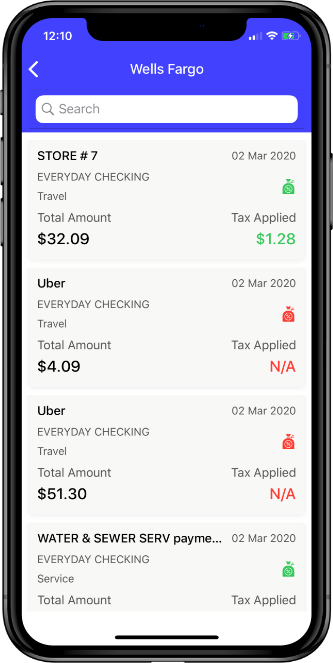 12:10
Wells Fargo
Search
STORE # 7 02 Mar 2020
EVERYDAY CHECKING
Travel
Total Amount Tax Applied
$32.09 $1.28
Uber 02 Mar 2020
EVERYDAY CHECKING
Travel
Total Amount Tax Applied
$4.09 N/A
Uber 02 Mar 2020
EVERYDAY CHECKING
Travel
Total Amount Tax Applied
$51.30 N/A
WATER & SEWER SERV payme... 02 Mar 2020
EVERYDAY CHECKING
Service
Total Amount Tax Applied